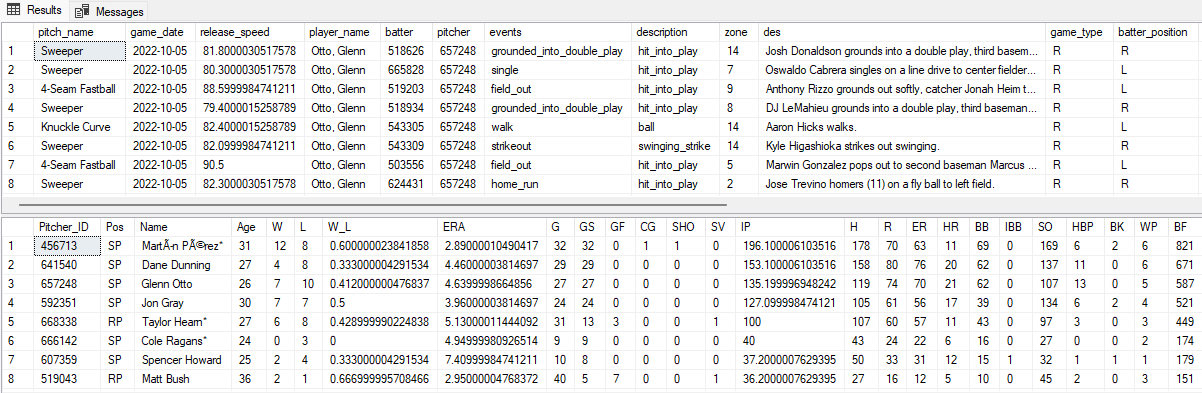 Results Messages
pitch_name game_date release_speed player_name batter pitcher events description zone des game_type batter_position
1 Sweeper 2022-10-05 81.8000030517578 Otto, Glenn 518626 657248 grounded_into_double_play hit_into_play 14 Josh Donaldson grounds into a double play, third basem... R R
2 Sweeper 2022-10-05 80.3000030517578 Otto, Glenn 665828 657248 single hit_into_play 7 Oswaldo Cabrera singles on a line drive to center fielder... R L
3 4-Seam Fastball 2022-10-05 88.5999984741211 Otto, Glenn 519203 657248 field_out hit_into_play 9 Anthony Rizzo grounds out softly, catcher Jonah Heim t... R L
4 Sweeper 2022-10-05 79.4000015258789 Otto, Glenn 518934 657248 grounded_into_double_play hit_into_play 8 DJ LeMahieu grounds into a double play, third baseman... R R
5 Knuckle Curve 2022-10-05 82.4000015258789 Otto, Glenn 543305 657248 walk ball 14 Aaron Hicks walks. R L
6 Sweeper 2022-10-05 82.0999984741211 Otto, Glenn 543309 657248 strikeout swinging_strike 14 Kyle Higashioka strikes out swinging. R R
7 4-Seam Fastball 2022-10-05 90.5 Otto, Glenn 503556 657248 field_out hit_into_play 5 Marwin Gonzalez pops out to second baseman Marcus ... R L
8 Sweeper 2022-10-05 82.3000030517578 Otto, Glenn 624431 657248 home_run hit_into_play 2 Jose Trevino homers (11) on a fly ball to left field. R R
Pitcher_ID Pos Name Age W L W_L ERA G GS GF CG SHO SV IP H R ER HR BB IBB SO HBP BK WP BF
1 456713 SP MartÃ­n PÃ©rez* 31 12 8 0.600000023841858 2.89000010490417 32 32 0 1 1 0 196.100006103516 178 70 63 11 69 0 169 6 2 6 821
2 641540 SP Dane Dunning 27 4 8 0.333000004291534 4.46000003814697 29 29 0 0 0 0 153.100006103516 158 80 76 20 62 0 137 11 0 6 671
3 657248 SP Glenn Otto 26 7 10 0.412000000476837 4.6399998664856 27 27 0 0 0 0 135.199996948242 119 74 70 21 62 0 107 13 0 5 587
4 592351 SP Jon Gray 30 7 7 0.5 3.96000003814697 24 24 0 0 0 0 127.099998474121 105 61 56 17 39 0 134 6 2 4 521
5 668338 RP Taylor Hearn* 27 6 8 0.428999990224838 5.13000011444092 31 13 3 0 0 1 100 107 60 57 11 43 0 97 3 0 3 449
6 666142 SP Cole Ragans* 24 0 3 0 4.94999980926514 9 9 0 0 0 0 40 43 24 22 6 16 0 27 0 0 2 174
7 607359 SP Spencer Howard 25 2 4 0.333000004291534 7.40999984741211 10 8 0 0 0 0 37.2000007629395 50 33 31 12 15 1 32 1 1 1 179
8 519043 RP Matt Bush 36 2 1 0.666999995708466 2.95000004768372 40 5 7 0 0 1 36.2000007629395 27 16 12 5 10 0 45 2 0 3 151